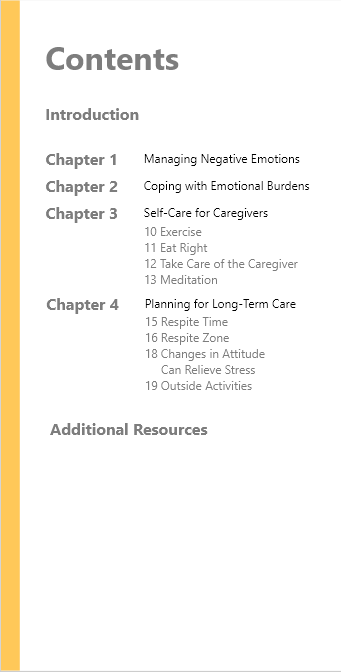 Contents
Introduction
Chapter 1 Managing Negative Emotions
Chapter 2 Coping with Emotional Burdens
Chapter 3 Self-Care for Caregivers
10 Exercise
11 Eat Right
12 Take Care of the Caregiver
13 Meditation
Chapter 4 Planning for Long-Term Care
15 Respite Time
16 Respite Zone
18 Changes in Attitude
Can Relieve Stress
19 Outside Activities
Additional Resources